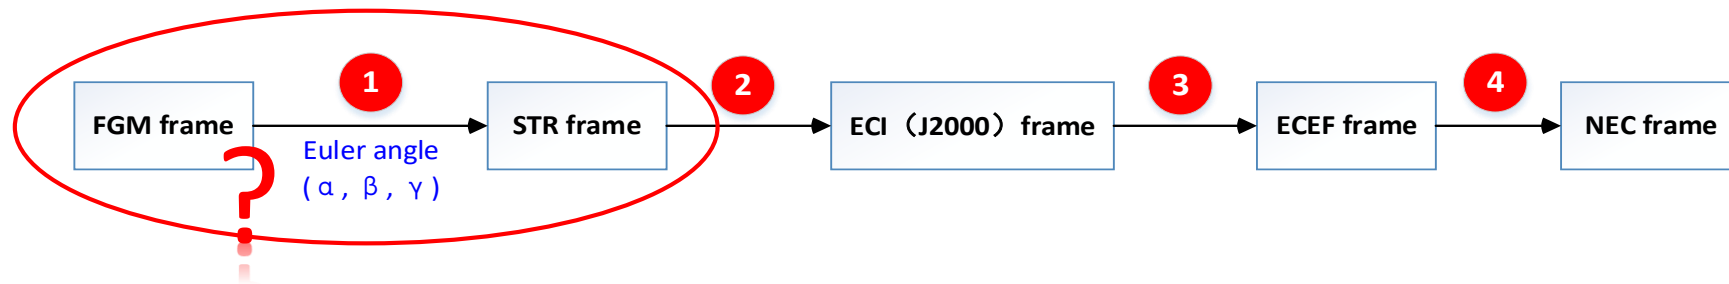 1
2
3
4
FGM frame
STR frame
ECI（J2000）frame
ECEF frame
NEC frame
Euler angle
( α , β , γ )
?